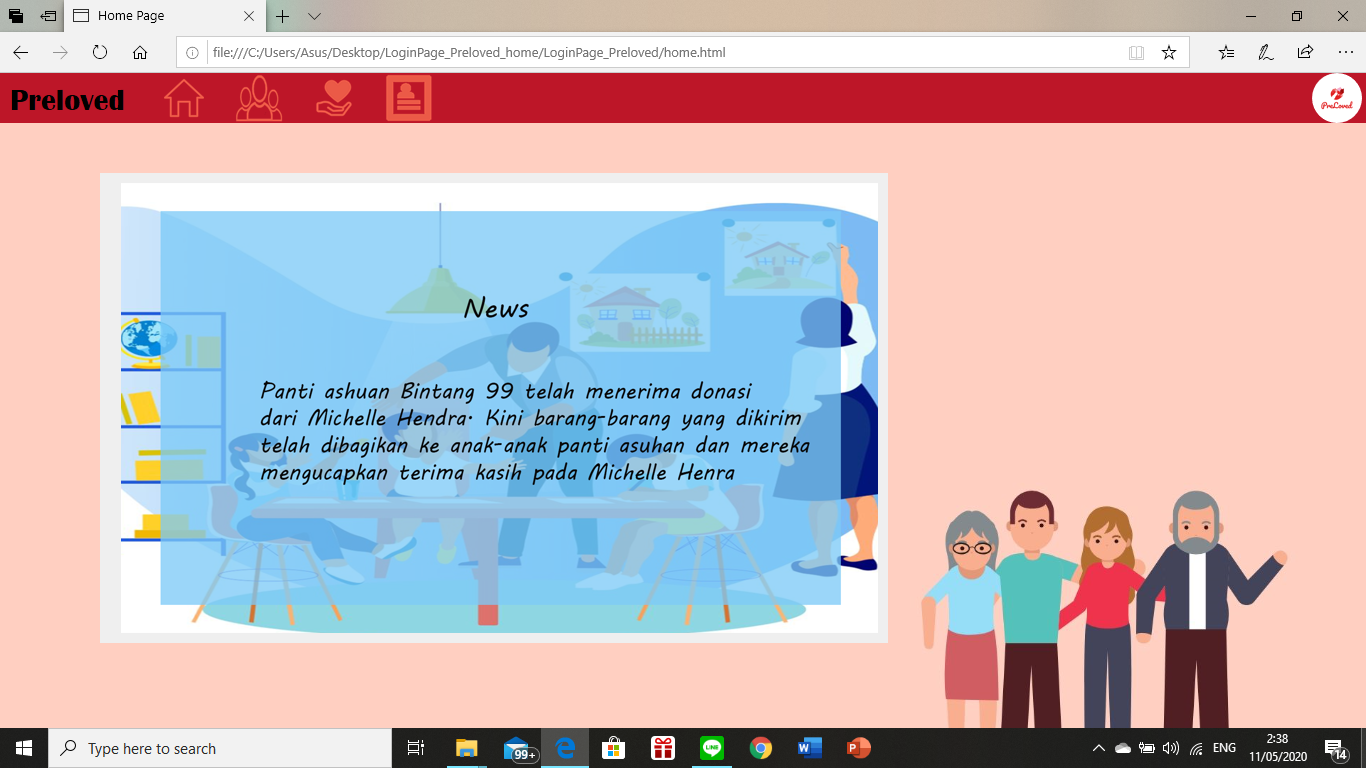 Home Page
file:///C:/Users/Asus/Desktop/LoginPage_Preloved_home/LoginPage_Preloved/home.html
Preloved
PreLoved
News
Panti ashuan Bintang 99 telah menerima donasi
dari Michelle Hendra. Kini barang-barang yang dikirim
telah dibagikan ke anak-anak panti asuhan dan mereka
mengucapkan terima kasih pada Michelle Henra
Type here to search
99+
LINE
ENG
2:38
11/05/2020
14